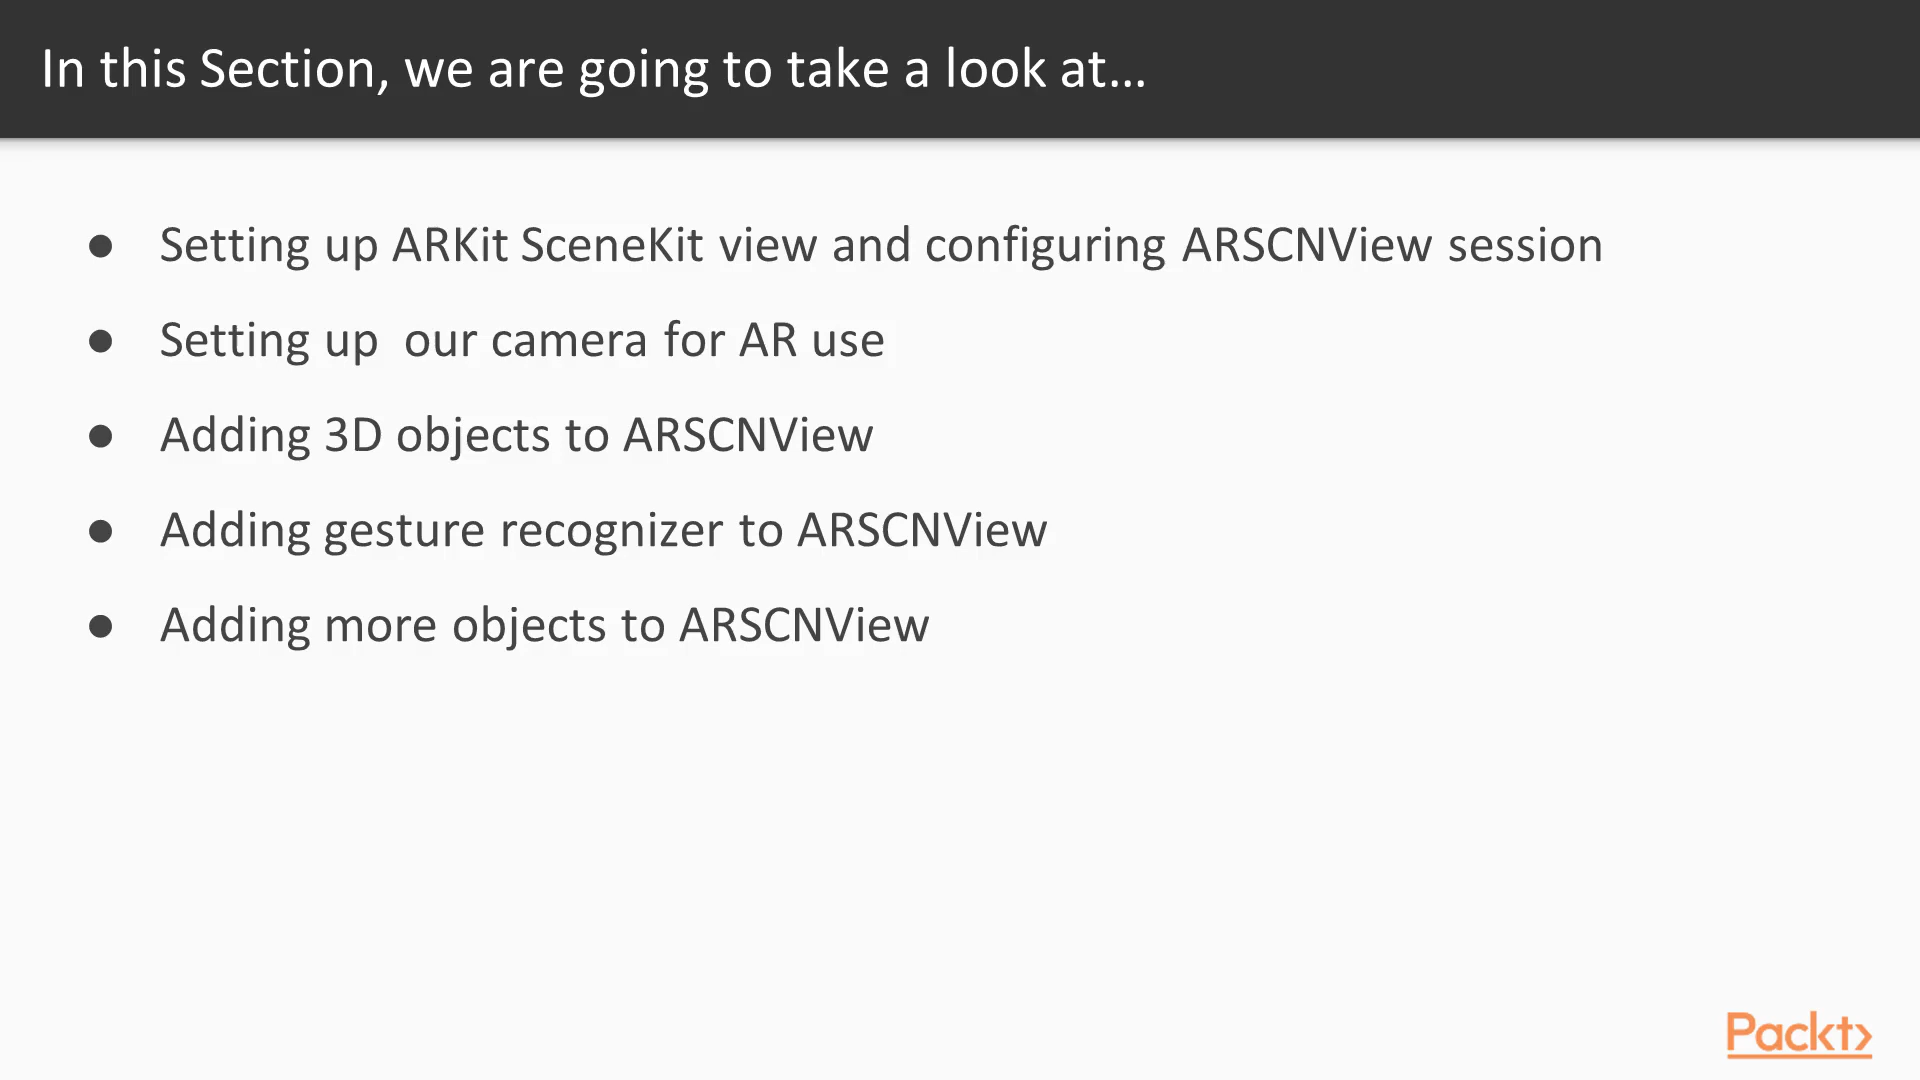 In this Section, we are going to take a look at...
● Setting up ARKit SceneKit view and configuring ARSCNView session
● Setting up  our camera for AR use
● Adding 3D objects to ARSCNView
● Adding gesture recognizer to ARSCNView
● Adding more objects to ARSCNView
Packt>